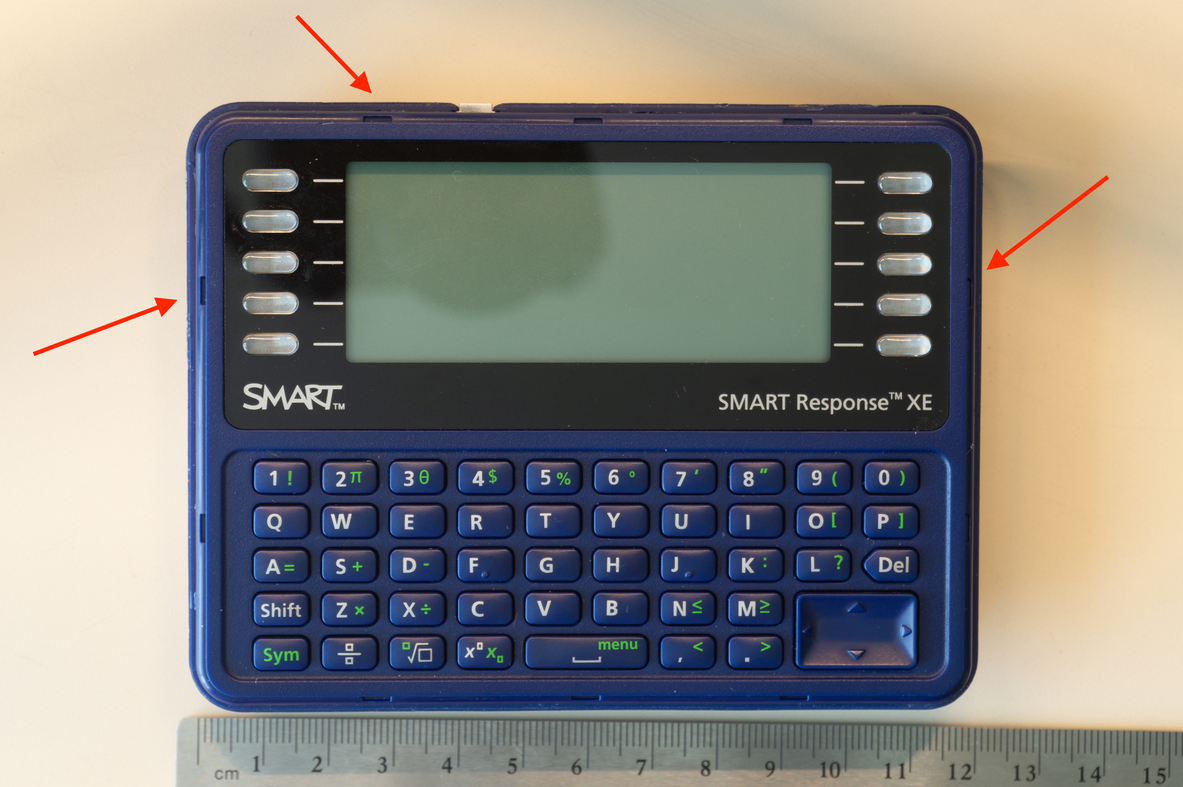 SMART™
SMART Response™ XE
1 ! 2 π 3 θ 4 $ 5 % 6 ° 7 ′ 8 ″ 9 ( 0 )
Q W E R T Y U I O [ P ]
A = S + D - F G H J K : L ? Del
Shift Z × X ÷ C V B N ≤ M ≥
Sym √ x x menu , < . >
cm 1 2 3 4 5 6 7 8 9 10 11 12 13 14 15